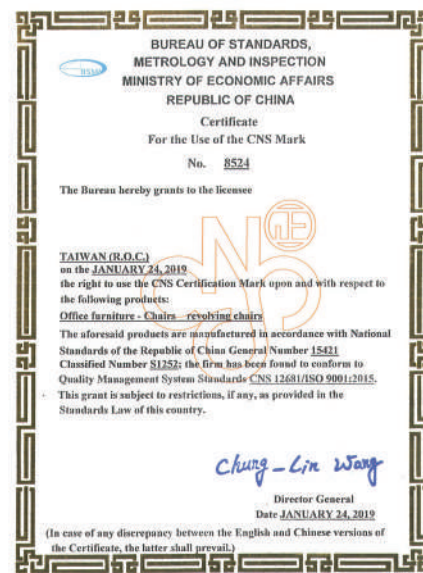 BSMI
BUREAU OF STANDARDS,
METROLOGY AND INSPECTION
MINISTRY OF ECONOMIC AFFAIRS
REPUBLIC OF CHINA
Certificate
For the Use of the CNS Mark
No. 8524
The Bureau hereby grants to the licensee
TAIWAN (R.O.C.)
on the JANUARY 24, 2019
the right to use the CNS Certification Mark upon and with respect to
the following products:
Office furniture - Chairs revolving chairs
The aforesaid products are manufactured in accordance with National
Standards of the Republic of China General Number 15421
Classified Number S1252; the firm has been found to conform to
Quality Management System Standards CNS 12681/ISO 9001:2015.
This grant is subject to restrictions, if any, as provided in the
Standards Law of this country.
Chung-Lin Wang
Director General
Date JANUARY 24, 2019
(In case of any discrepancy between the English and Chinese versions of
the Certificate, the latter shall prevail.)